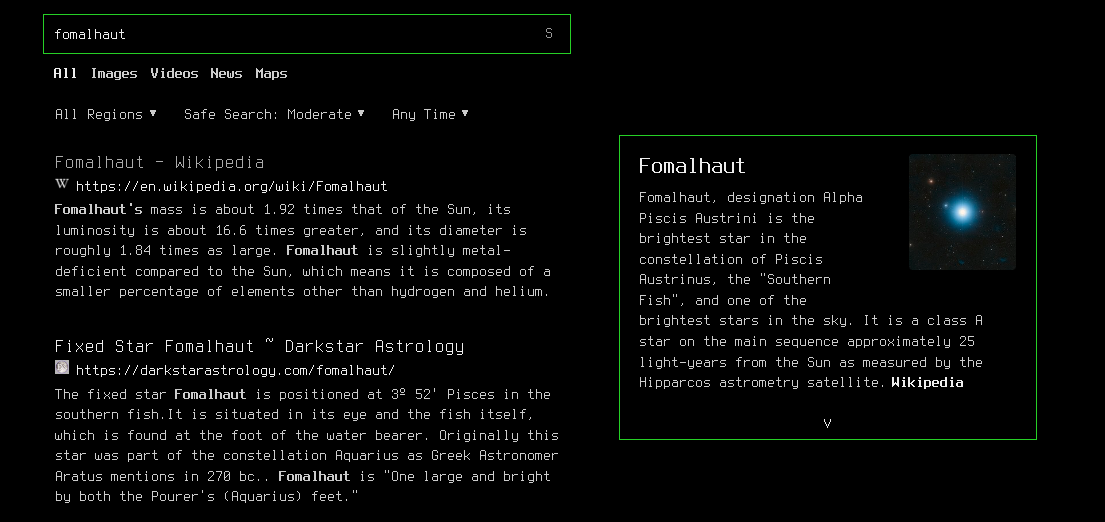 fomalhaut S
All Images Videos News Maps
All Regions ▼ Safe Search: Moderate ▼ Any Time ▼
Fomalhaut - Wikipedia
W https://en.wikipedia.org/wiki/Fomalhaut
Fomalhaut's mass is about 1.92 times that of the Sun, its
luminosity is about 16.6 times greater, and its diameter is
roughly 1.84 times as large. Fomalhaut is slightly metal-
deficient compared to the Sun, which means it is composed of a
smaller percentage of elements other than hydrogen and helium.
Fixed Star Fomalhaut ~ Darkstar Astrology
https://darkstarastrology.com/fomalhaut/
The fixed star Fomalhaut is positioned at 3º 52' Pisces in the
southern fish.It is situated in its eye and the fish itself,
which is found at the foot of the water bearer. Originally this
star was part of the constellation Aquarius as Greek Astronomer
Aratus mentions in 270 bc.. Fomalhaut is "One large and bright
by both the Pourer's (Aquarius) feet."
Fomalhaut
Fomalhaut, designation Alpha
Piscis Austrini is the
brightest star in the
constellation of Piscis
Austrinus, the "Southern
Fish", and one of the
brightest stars in the sky. It is a class A
star on the main sequence approximately 25
light-years from the Sun as measured by the
Hipparcos astrometry satellite. Wikipedia
V